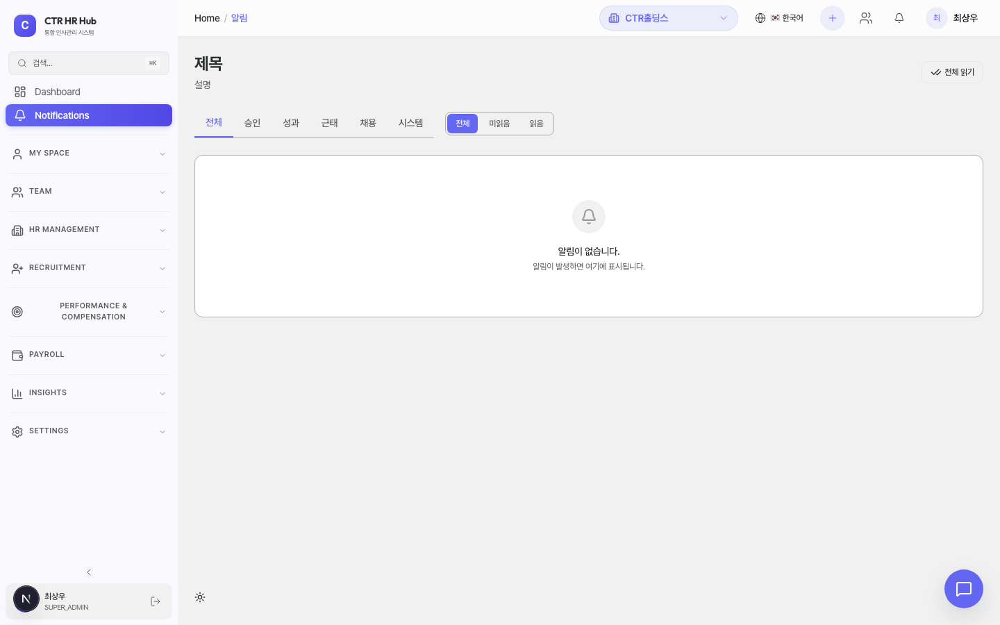 CTR HR Hub
통합 인사관리 시스템
검색...
⌘K
Dashboard
Notifications
MY SPACE
TEAM
HR MANAGEMENT
RECRUITMENT
PERFORMANCE &
COMPENSATION
PAYROLL
INSIGHTS
SETTINGS
N
최상우
SUPER_ADMIN
Home / 알림
CTR홀딩스
🇰🇷 한국어
최
최상우
제목
설명
전체 읽기
전체 승인 성과 근태 채용 시스템
전체 미읽음 읽음
알림이 없습니다.
알림이 발생하면 여기에 표시됩니다.